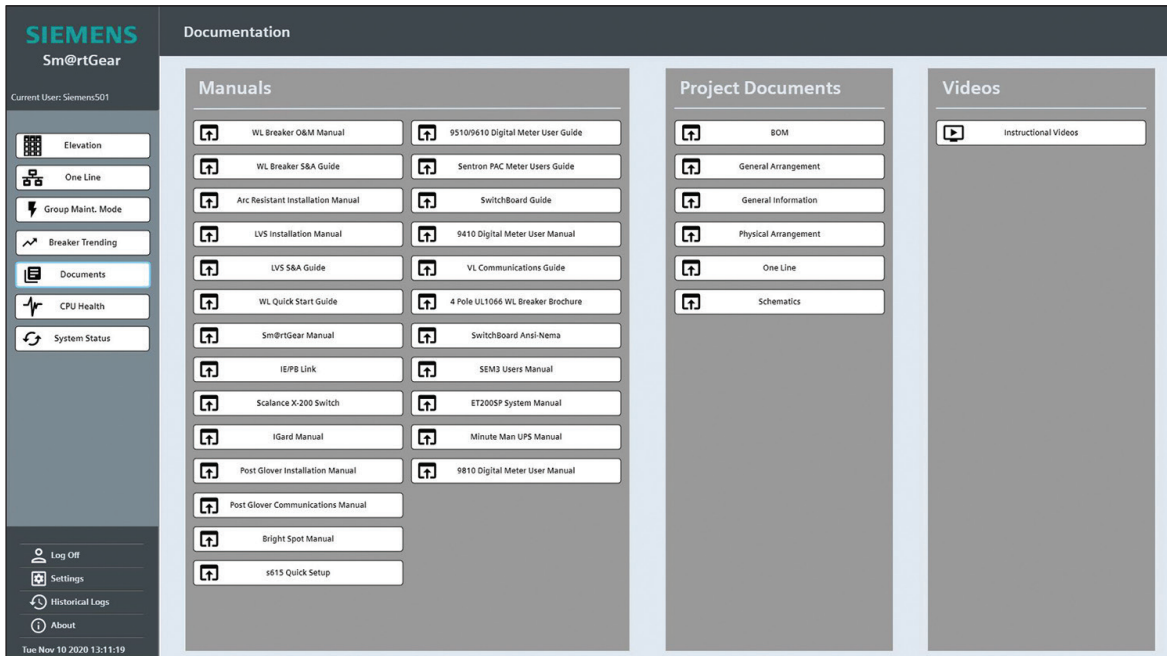 SIEMENS
Sm@rtGear
Current User: Siemens501
Elevation
One Line
Group Maint. Mode
Breaker Trending
Documents
CPU Health
System Status
Log Off
Settings
Historical Logs
About
Tue Nov 10 2020 13:11:19
Documentation
Manuals
WL Breaker O&M Manual
WL Breaker S&A Guide
Arc Resistant Installation Manual
LVS Installation Manual
LVS S&A Guide
WL Quick Start Guide
Sm@rtGear Manual
IE/PB Link
Scalance X-200 Switch
IGard Manual
Post Glover Installation Manual
Post Glover Communications Manual
Bright Spot Manual
s615 Quick Setup
9510/9610 Digital Meter User Guide
Sentron PAC Meter Users Guide
SwitchBoard Guide
9410 Digital Meter User Manual
VL Communications Guide
4 Pole UL1066 WL Breaker Brochure
SwitchBoard Ansi-Nema
SEM3 Users Manual
ET200SP System Manual
Minute Man UPS Manual
9810 Digital Meter User Manual
Project Documents
BOM
General Arrangement
General Information
Physical Arrangement
One Line
Schematics
Videos
Instructional Videos